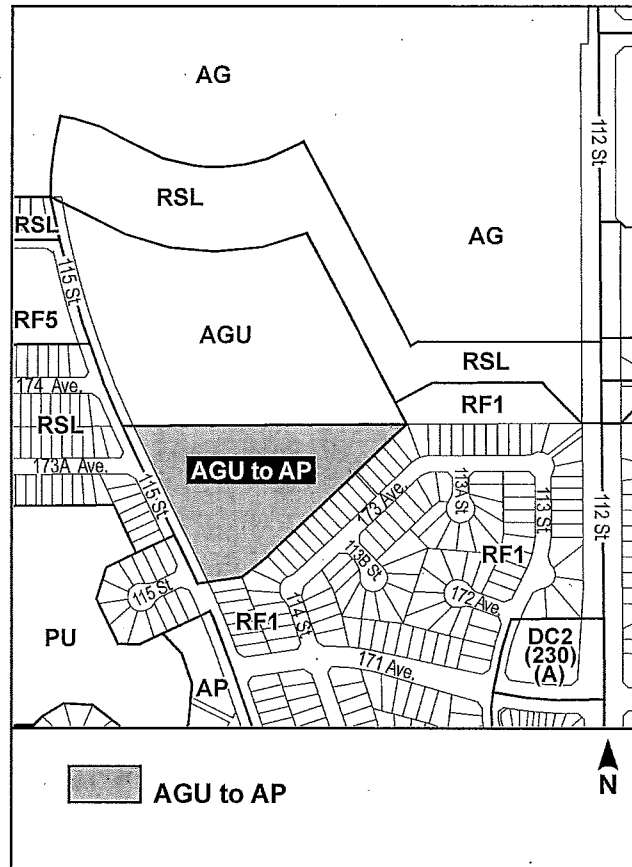 AG
112 St
RSL
RSL
AG
115 St
RF5
AGU
RSL
174 Ave.
RF1
RSL
AGU to AP
173A Ave.
173 Ave.
113A St
113 St
115 St
112 St
RF1
113B St
115 St
172 Ave.
RF1
114 St.
PU
DC2
(230)
(A)
171 Ave.
AP
AGU to AP
N